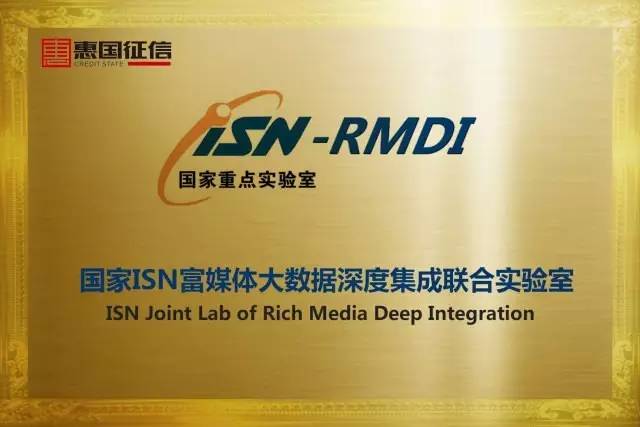 惠国征信
CREDIT STATE
iSN-RMDI
国家重点实验室
国家ISN富媒体大数据深度集成联合实验室
ISN Joint Lab of Rich Media Deep Integration